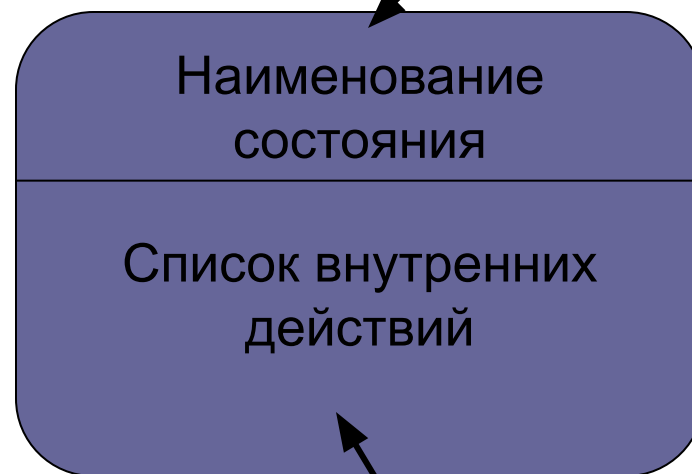 Наименование
состояния
Список внутренних
действий